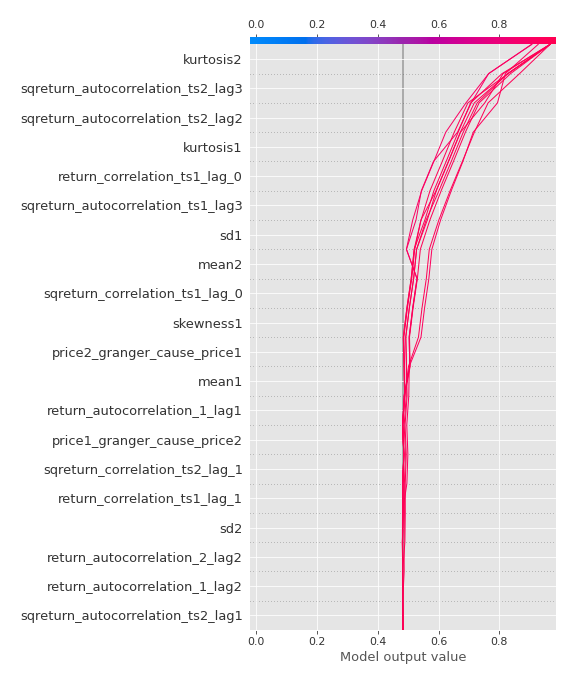 0.0 0.2 0.4 0.6 0.8
kurtosis2
sqreturn_autocorrelation_ts2_lag3
sqreturn_autocorrelation_ts2_lag2
kurtosis1
return_correlation_ts1_lag_0
sqreturn_autocorrelation_ts1_lag3
sd1
mean2
sqreturn_correlation_ts1_lag_0
skewness1
price2_granger_cause_price1
mean1
return_autocorrelation_1_lag1
price1_granger_cause_price2
sqreturn_correlation_ts2_lag_1
return_correlation_ts1_lag_1
sd2
return_autocorrelation_2_lag2
return_autocorrelation_1_lag2
sqreturn_autocorrelation_ts2_lag1
0.0 0.2 0.4 0.6 0.8
Model output value